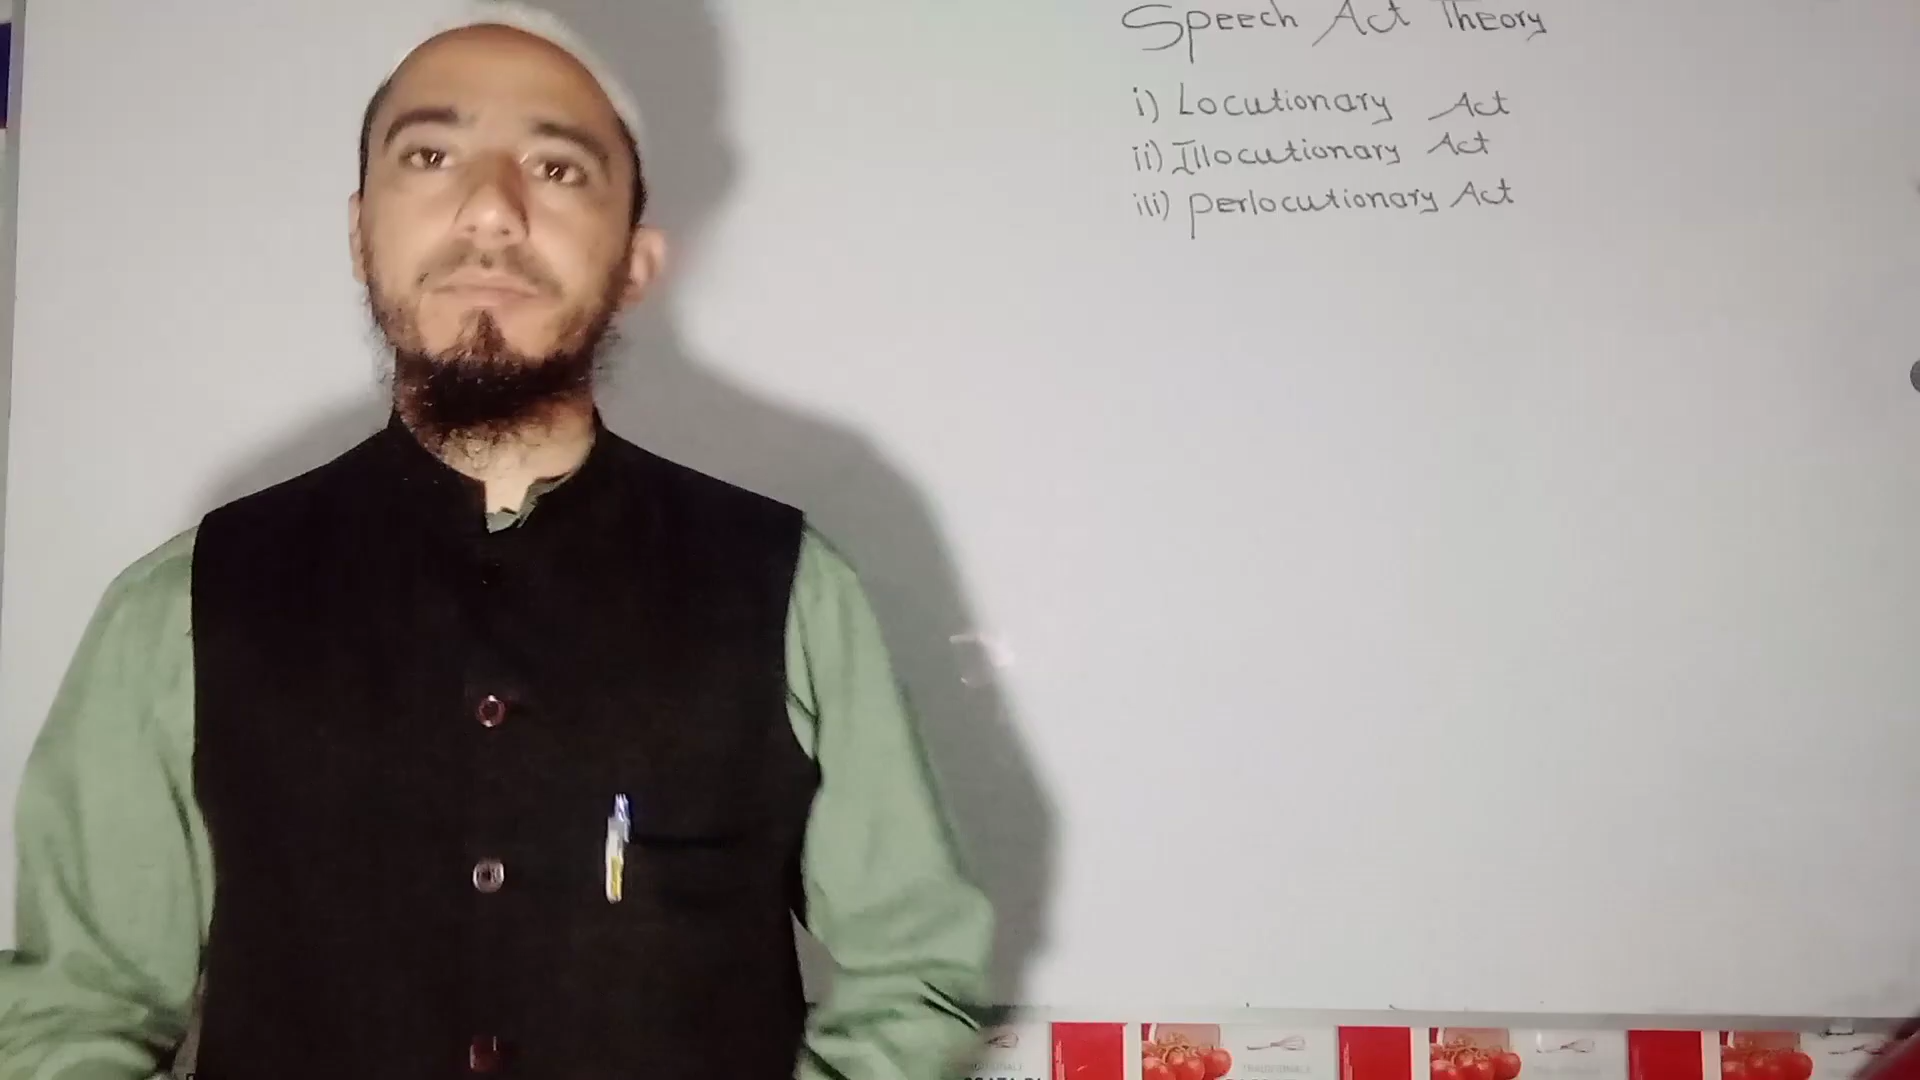 Speech Act Theory
i) Locutionary Act
ii) Illocutionary Act
iii) Perlocutionary Act